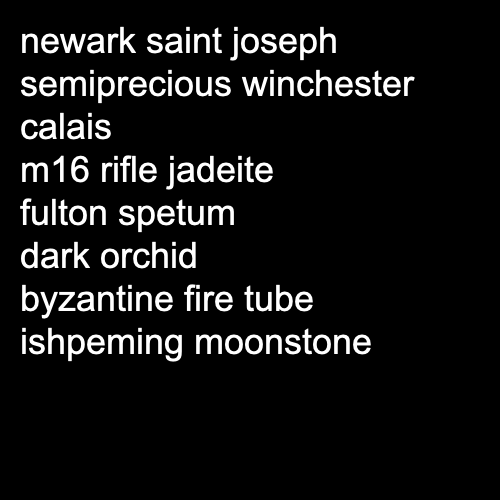 newark saint joseph
semiprecious winchester
calais
m16 rifle jadeite
fulton spetum
dark orchid
byzantine fire tube
ishpeming moonstone